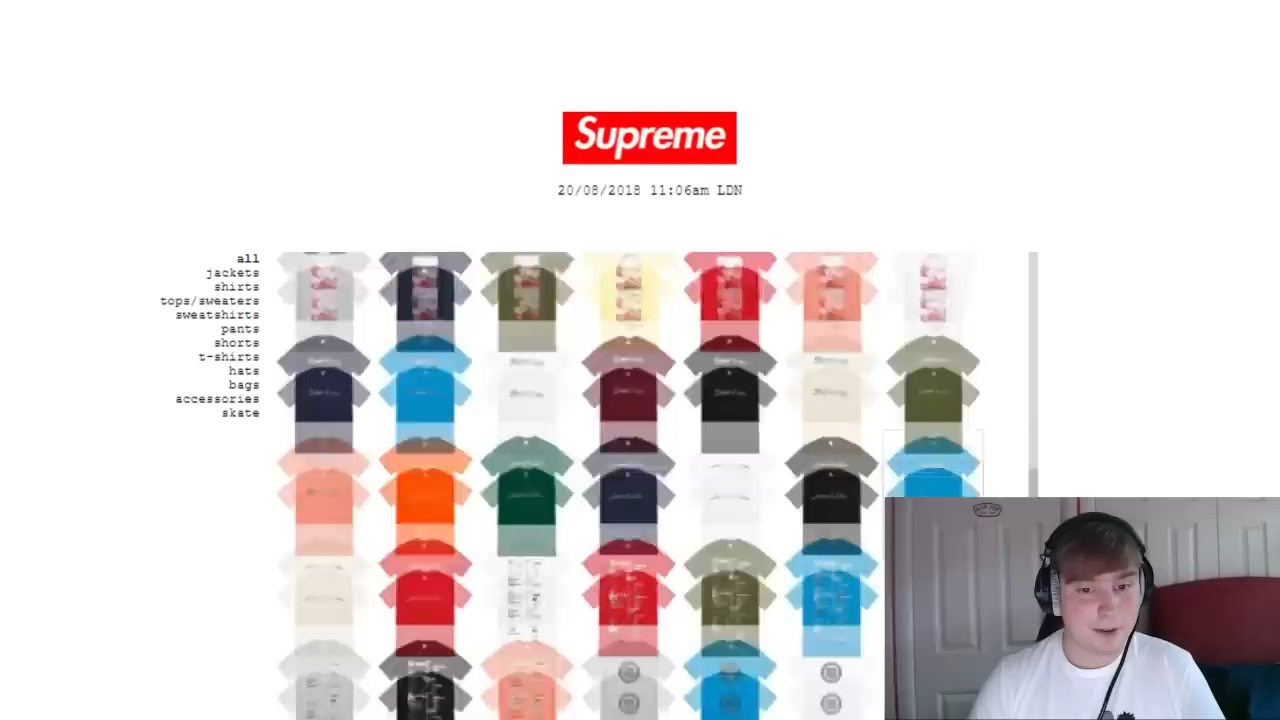 Supreme
20/08/2018 11:06am LDN
all
jackets
shirts
tops/sweaters
sweatshirts
pants
shorts
t-shirts
hats
bags
accessories
skate